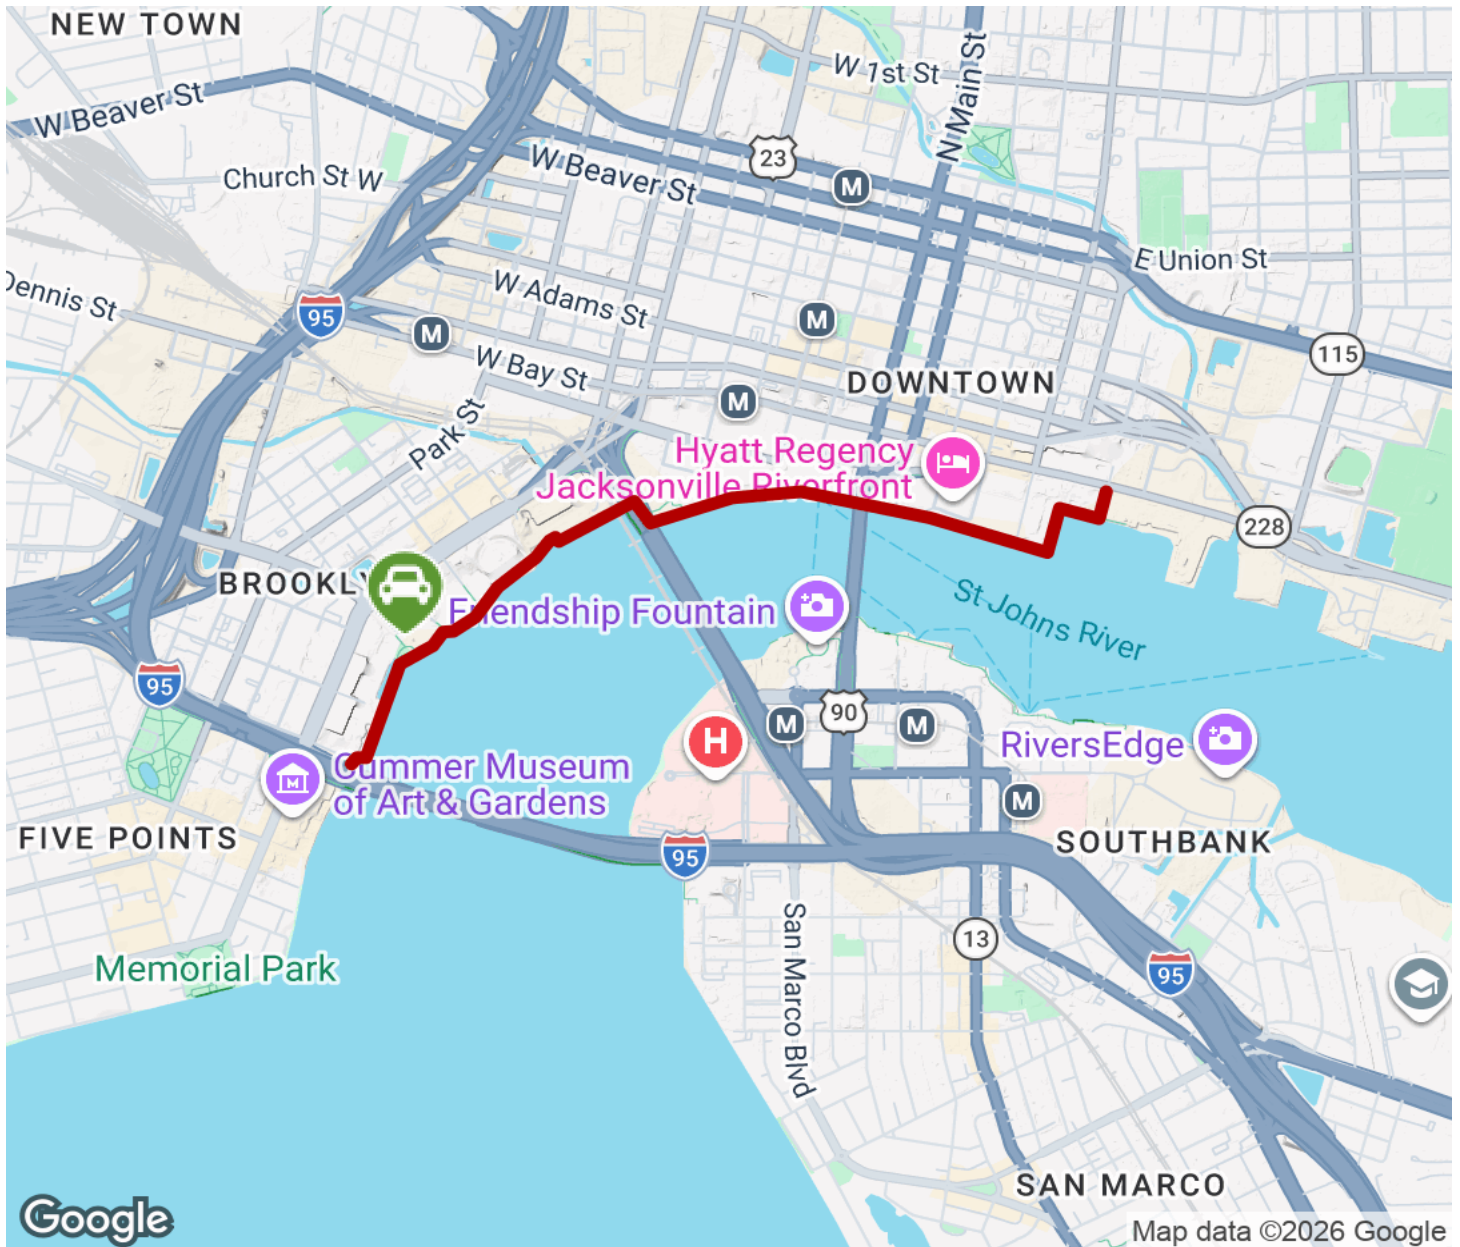 NEW TOWN
W 1st St
N Main St
W Beaver St
23
W Beaver St
M
Church St W
E Union St
Dennis St
W Adams St
95
M
M
115
W Bay St
DOWNTOWN
M
Park St
Hyatt Regency
Jacksonville Riverfront
228
BROOKLY
Friendship Fountain
St Johns River
95
90
M
M
H
RiversEdge
Cummer Museum
of Art & Gardens
M
M
FIVE POINTS
SOUTHBANK
95
San Marco Blvd
13
Memorial Park
95
SAN MARCO
Google
Map data ©2026 Google